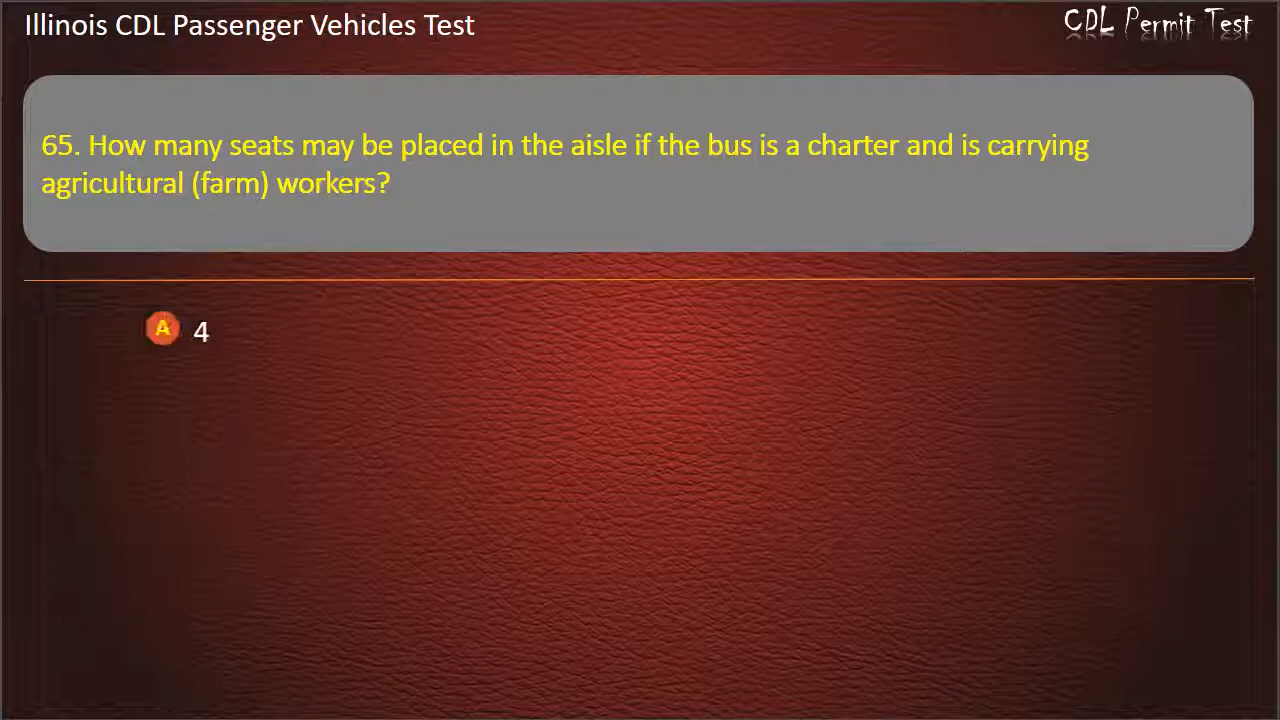 Illinois CDL Passenger Vehicles Test
CDL Permit Test
65. How many seats may be placed in the aisle if the bus is a charter and is carrying
agricultural (farm) workers?
A 4